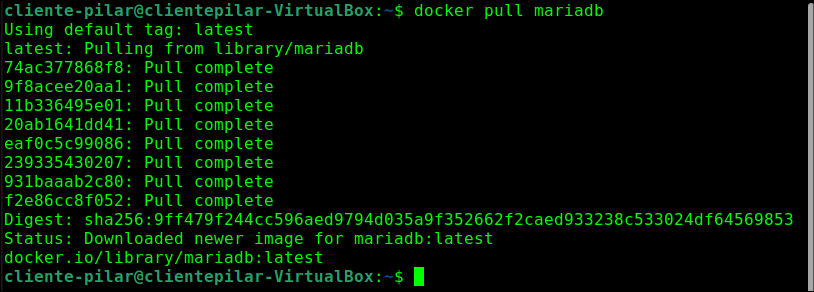 cliente-pilar@clientepilar-VirtualBox:~$ docker pull mariadb
Using default tag: latest
latest: Pulling from library/mariadb
74ac377868f8: Pull complete
9f8acee20aa1: Pull complete
11b336495e01: Pull complete
20ab1641dd41: Pull complete
eaf0c5c99086: Pull complete
239335430207: Pull complete
931baaab2c80: Pull complete
f2e86cc8f052: Pull complete
Digest: sha256:9ff479f244cc596aed9794d035a9f352662f2caed933238c533024df64569853
Status: Downloaded newer image for mariadb:latest
docker.io/library/mariadb:latest
cliente-pilar@clientepilar-VirtualBox:~$